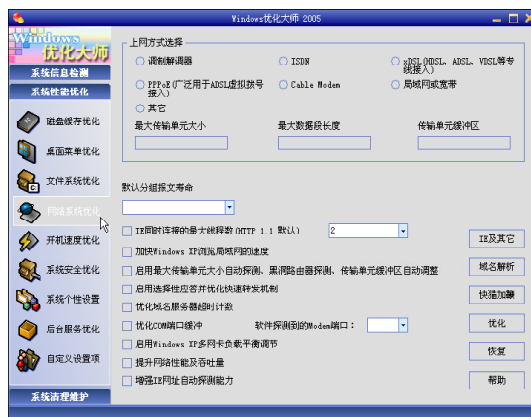 Windows优化大师 2005
Windows
优化大师
系统信息检测
系统性能优化
磁盘缓存优化
桌面菜单优化
文件系统优化
网络系统优化
开机速度优化
系统安全优化
系统个性设置
后台服务优化
自定义设置项
系统清理维护
上网方式选择
调制解调器
ISDN
xDSL(HDSL、ADSL、VDSL等专
线接入)
PPPoE(广泛用于ADSL虚拟拨号
接入)
Cable Modem
局域网或宽带
其它
最大传输单元大小
最大数据段长度
传输单元缓冲区
默认分组报文寿命
IE同时连接的最大线程数(HTTP 1.1 默认)
2
加快Windows XP浏览局域网的速度
启用最大传输单元大小自动探测、黑洞路由器探测、传输单元缓冲区自动调整
启用选择性应答并优化快速转发机制
优化域名服务器超时计数
优化COM端口缓冲
软件探测到的Modem端口:
启用Windows XP多网卡负载平衡调节
提升网络性能及吞吐量
增强IE网址自动探测能力
IE及其它
域名解析
快猫加鞭
优化
恢复
帮助